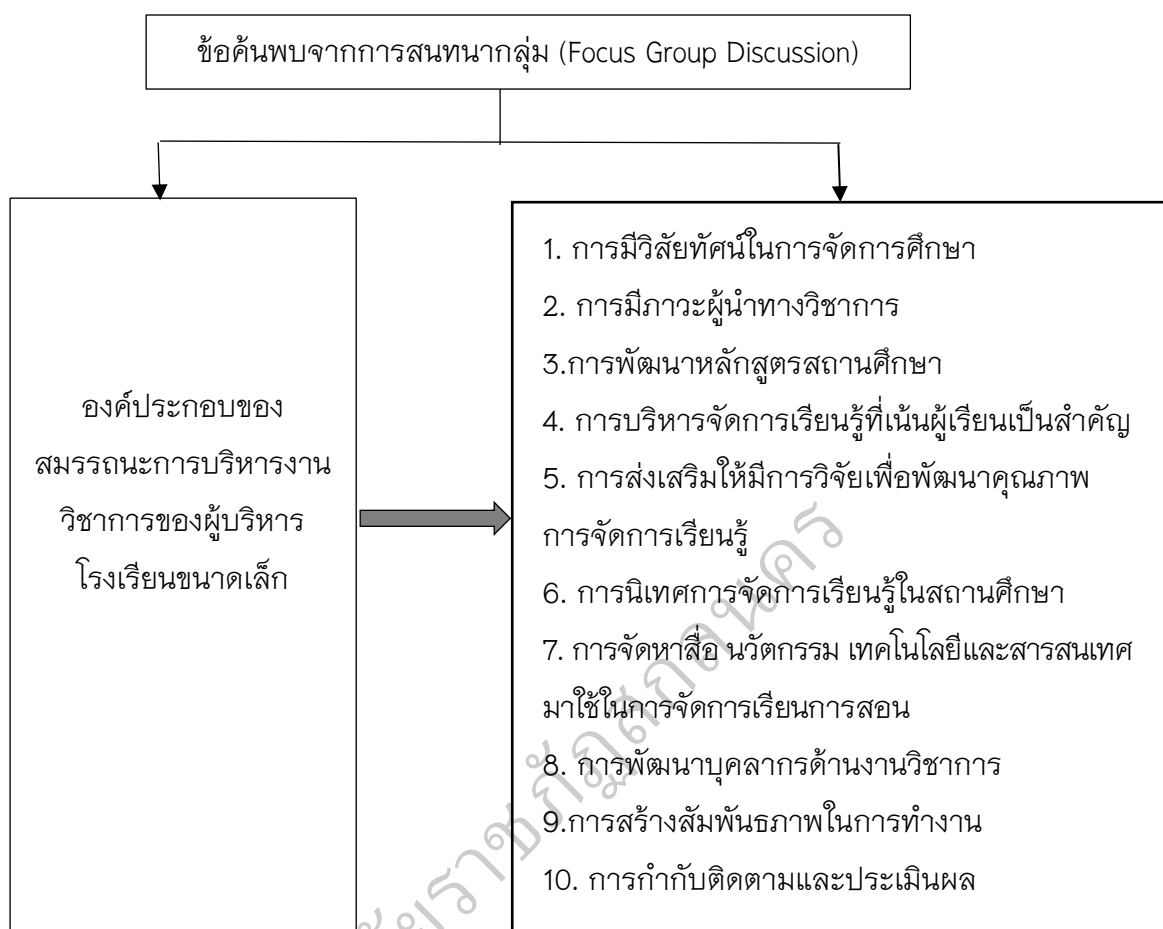 ข้อค้นพบจากการสนทนากลุ่ม (Focus Group Discussion)
องค์ประกอบของ
สมรรถนะการบริหารงาน
วิชาการของผู้บริหาร
โรงเรียนขนาดเล็ก
1. การมีวิสัยทัศน์ในการจัดการศึกษา
2. การมีภาวะผู้นำทางวิชาการ
3.การพัฒนาหลักสูตรสถานศึกษา
4. การบริหารจัดการเรียนรู้ที่เน้นผู้เรียนเป็นสำคัญ
5. การส่งเสริมให้มีการวิจัยเพื่อพัฒนาคุณภาพ
การจัดการเรียนรู้
6. การนิเทศการจัดการเรียนรู้ในสถานศึกษา
7. การจัดหาสื่อ นวัตกรรม เทคโนโลยีและสารสนเทศ
มาใช้ในการจัดการเรียนการสอน
8. การพัฒนาบุคลากรด้านงานวิชาการ
9.การสร้างสัมพันธภาพในการทำงาน
10. การกำกับติดตามและประเมินผล
ราชภัฏสกลนคร